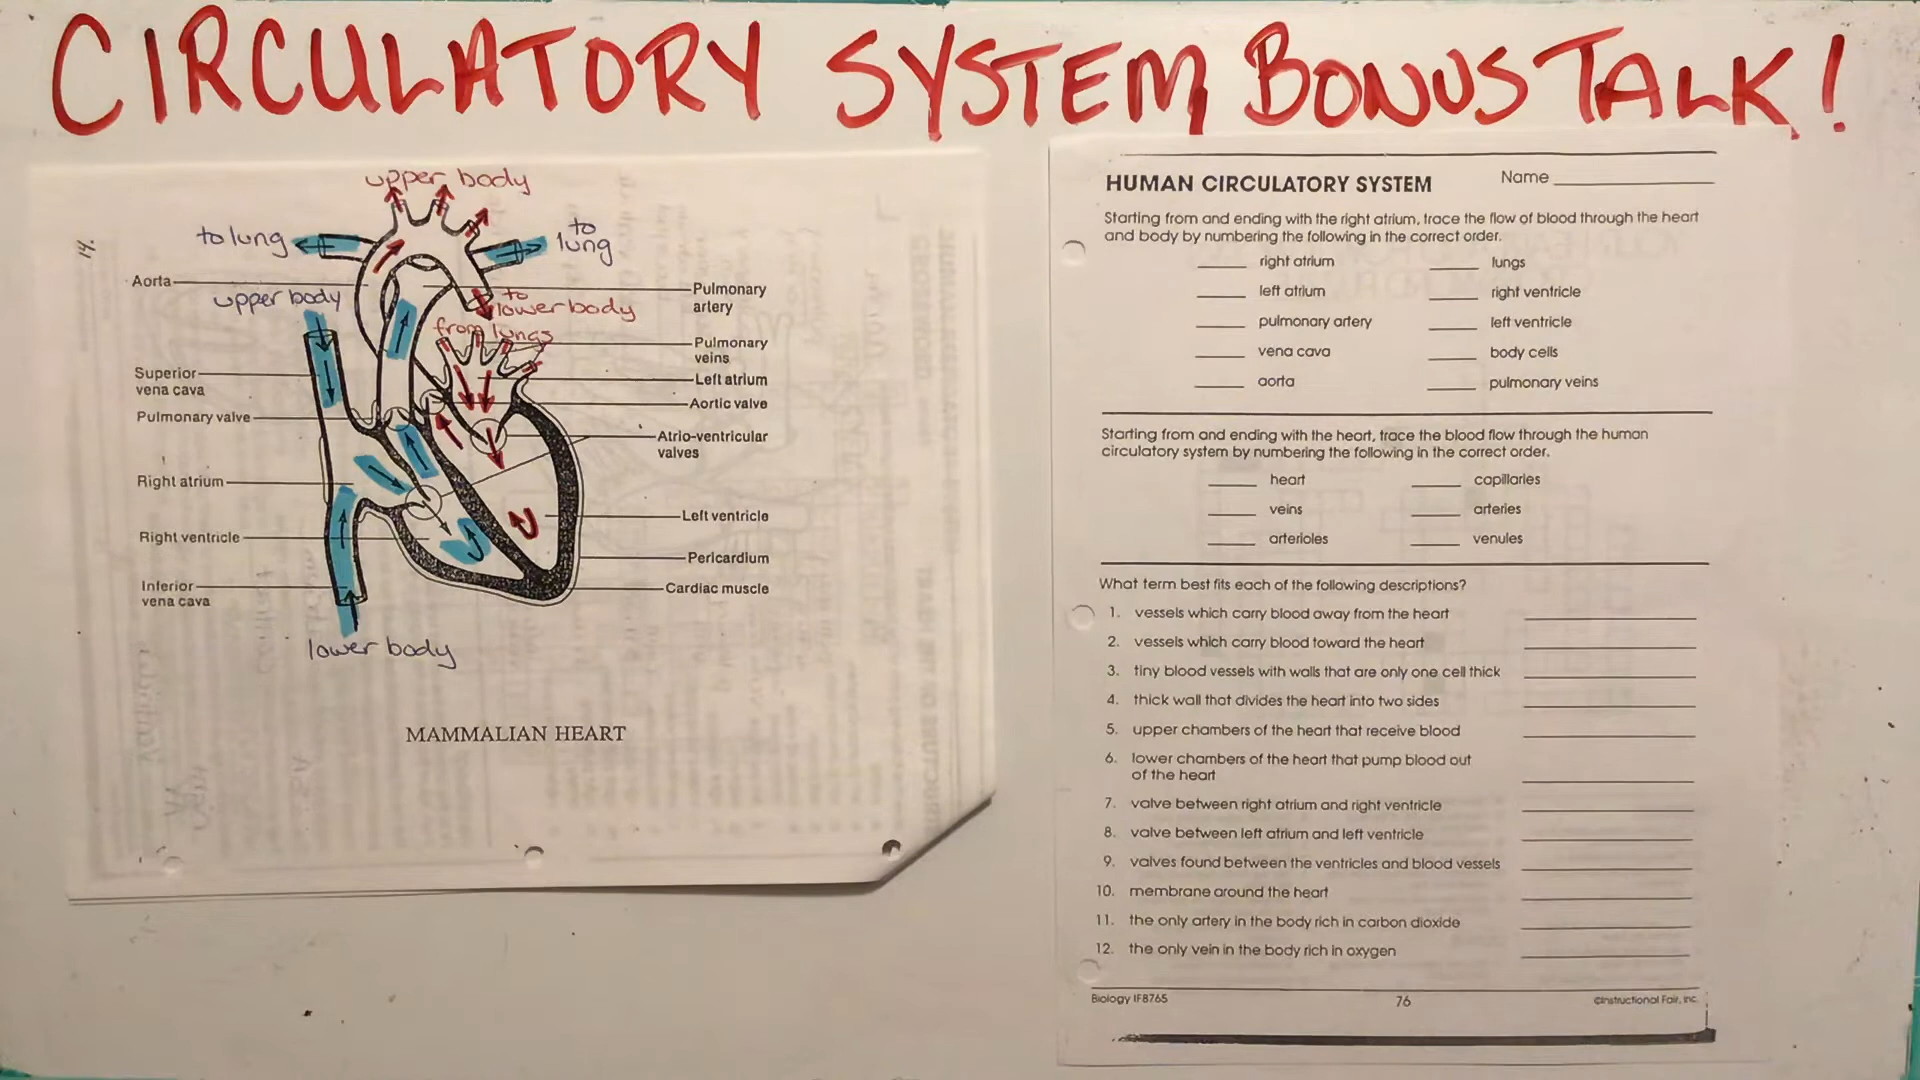 CIRCULATORY SYSTEM BONUS TALK!
14.
upper body
to lung
to
lung
Aorta
upper body
Pulmonary
artery
to
lower body
from lungs
Pulmonary
veins
Superior
vena cava
Left atrium
Aortic valve
Pulmonary valve
Atrio-ventricular
valves
Right atrium
Left ventricle
Right ventricle
Pericardium
Inferior
vena cava
Cardiac muscle
lower body
MAMMALIAN HEART
HUMAN CIRCULATORY SYSTEM Name
Starting from and ending with the right atrium, trace the flow of blood through the heart
and body by numbering the following in the correct order.
right atrium lungs
left atrium right ventricle
pulmonary artery left ventricle
vena cava body cells
aorta pulmonary veins
Starting from and ending with the heart, trace the blood flow through the human
circulatory system by numbering the following in the correct order.
heart capillaries
veins arteries
arterioles venules
What term best fits each of the following descriptions?
1. vessels which carry blood away from the heart
2. vessels which carry blood toward the heart
3. tiny blood vessels with walls that are only one cell thick
4. thick wall that divides the heart into two sides
5. upper chambers of the heart that receive blood
6. lower chambers of the heart that pump blood out
of the heart
7. valve between right atrium and right ventricle
8. valve between left atrium and left ventricle
9. valves found between the ventricles and blood vessels
10. membrane around the heart
11. the only artery in the body rich in carbon dioxide
12. the only vein in the body rich in oxygen
Biology IF8765 76 ©Instructional Fair, Inc.